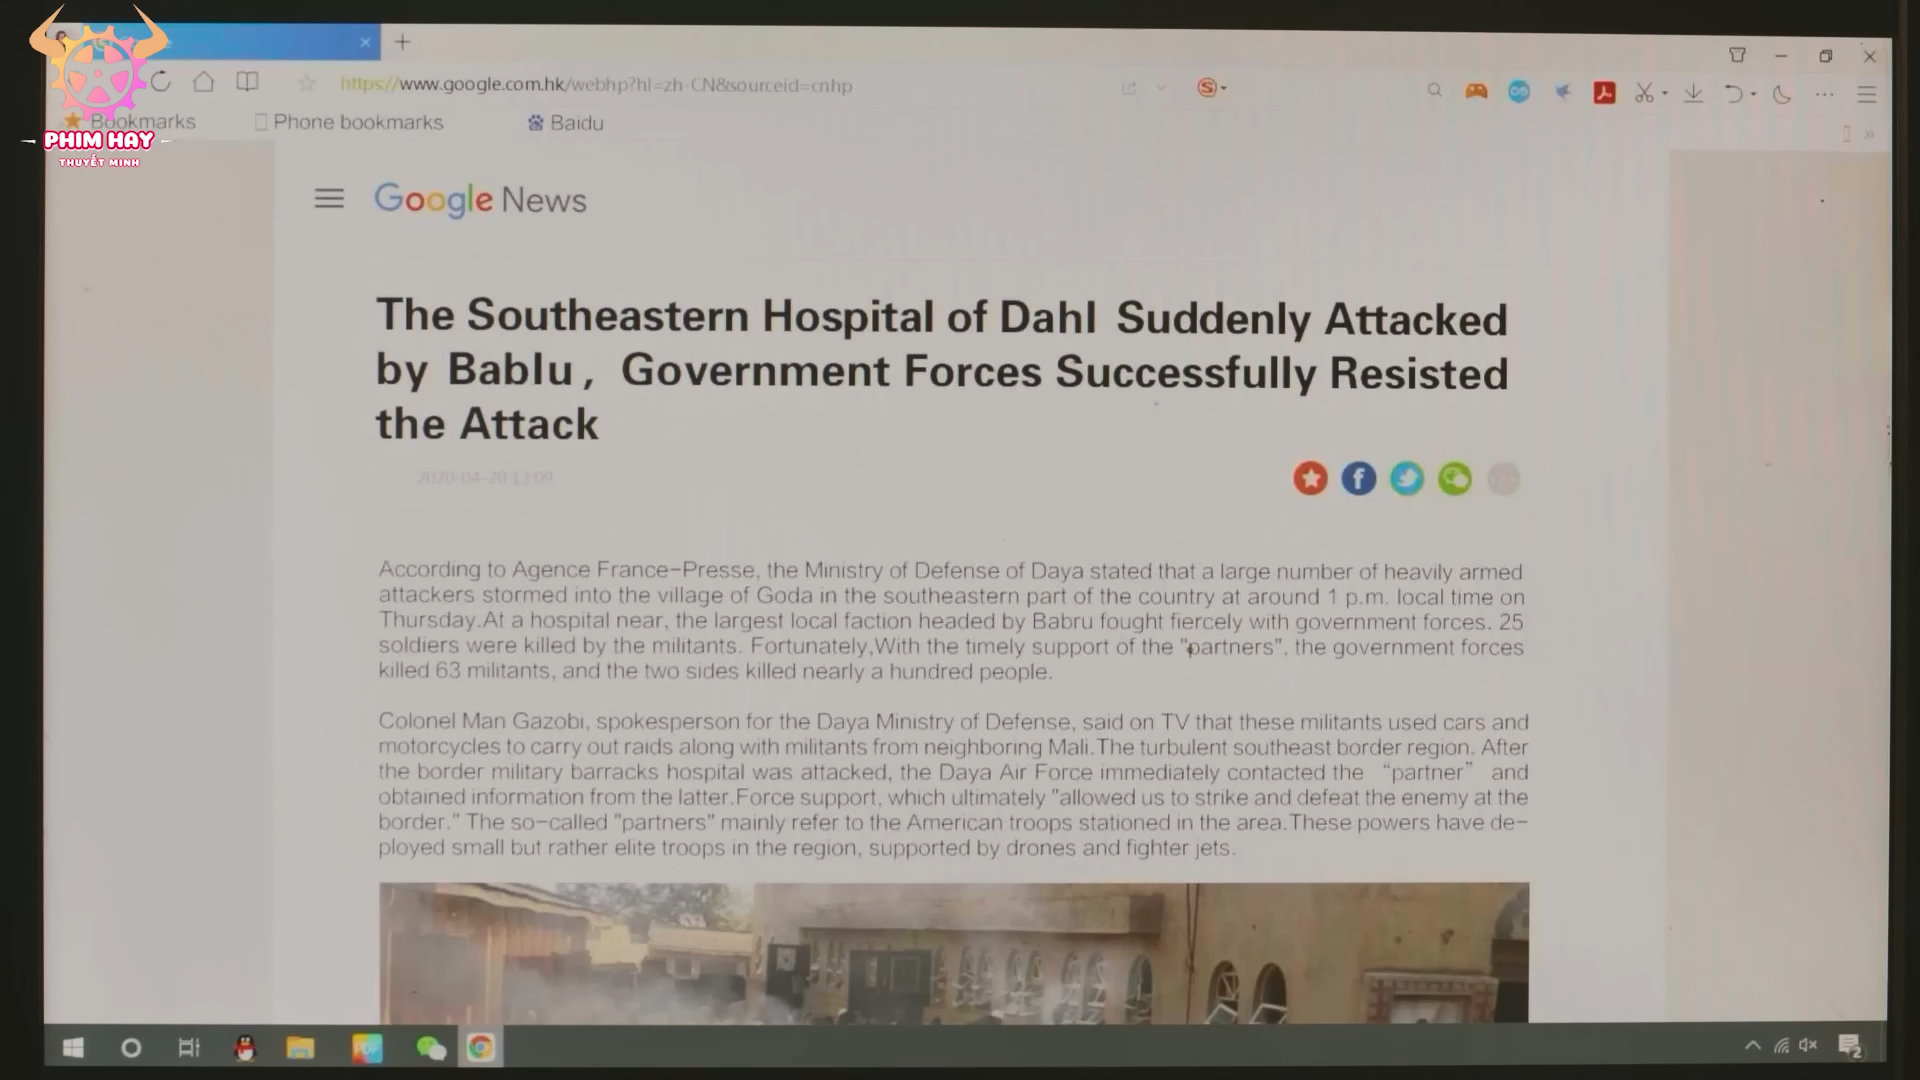 https://www.google.com.hk/webhp?hl=zh-CN&sourceid=cnhp
Bookmarks
Phone bookmarks
Baidu
PHIM HAY
THUYẾT MINH
Google News
The Southeastern Hospital of Dahl Suddenly Attacked
by Bablu, Government Forces Successfully Resisted
the Attack
2020-04-20 13:09
According to Agence France-Presse, the Ministry of Defense of Daya stated that a large number of heavily armed
attackers stormed into the village of Goda in the southeastern part of the country at around 1 p.m. local time on
Thursday.At a hospital near, the largest local faction headed by Babru fought fiercely with government forces. 25
soldiers were killed by the militants. Fortunately,With the timely support of the "partners", the government forces
killed 63 militants, and the two sides killed nearly a hundred people.
Colonel Man Gazobi, spokesperson for the Daya Ministry of Defense, said on TV that these militants used cars and
motorcycles to carry out raids along with militants from neighboring Mali.The turbulent southeast border region. After
the border military barracks hospital was attacked, the Daya Air Force immediately contacted the “partner” and
obtained information from the latter.Force support, which ultimately "allowed us to strike and defeat the enemy at the
border." The so-called "partners" mainly refer to the American troops stationed in the area.These powers have de-
ployed small but rather elite troops in the region, supported by drones and fighter jets.
PDF
2